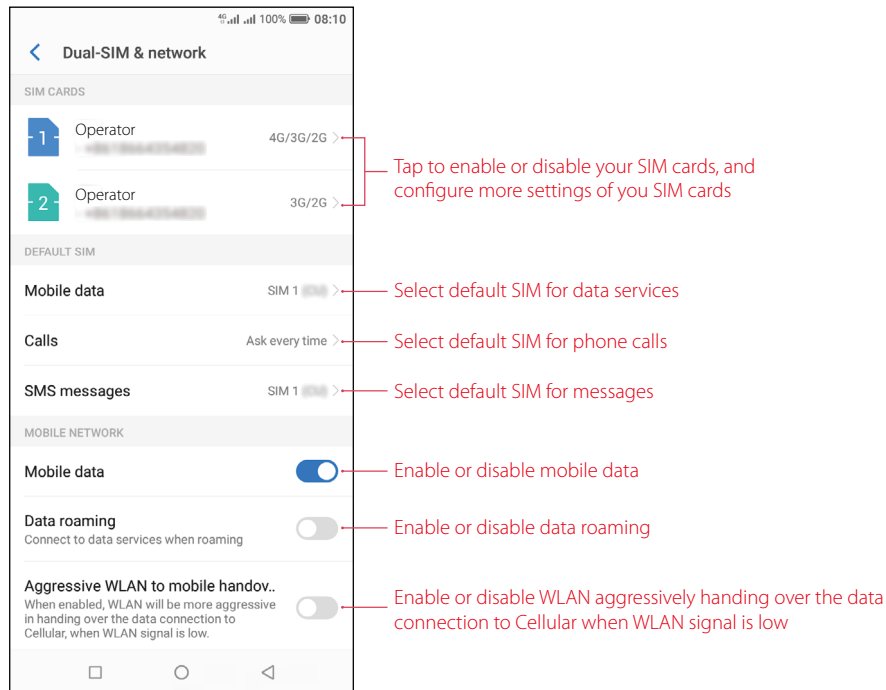 4G 100% 08:10
Dual-SIM & network
SIM CARDS
1 Operator 4G/3G/2G
Tap to enable or disable your SIM cards, and
configure more settings of you SIM cards
2 Operator 3G/2G
DEFAULT SIM
Mobile data SIM 1 Select default SIM for data services
Calls Ask every time Select default SIM for phone calls
SMS messages SIM 1 Select default SIM for messages
MOBILE NETWORK
Mobile data Enable or disable mobile data
Data roaming
Connect to data services when roaming
Enable or disable data roaming
Aggressive WLAN to mobile handov..
When enabled, WLAN will be more aggressive
in handing over the data connection to
Cellular, when WLAN signal is low.
Enable or disable WLAN aggressively handing over the data
connection to Cellular when WLAN signal is low